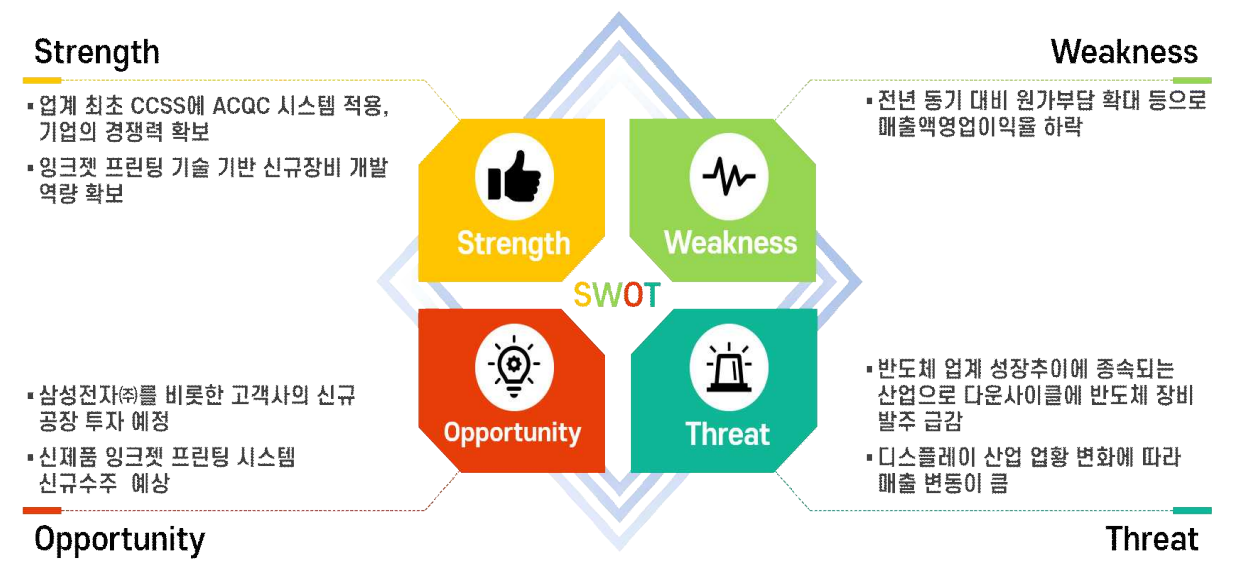 Strength
▪ 업계 최초 CCSS에 ACQC 시스템 적용,
기업의 경쟁력 확보
▪ 잉크젯 프린팅 기술 기반 신규장비 개발
역량 확보
Weakness
▪ 전년 동기 대비 원가부담 확대 등으로
매출액영업이익율 하락
Strength
Weakness
SWOT
Opportunity
Threat
▪ 삼성전자㈜를 비롯한 고객사의 신규
공장 투자 예정
▪ 신제품 잉크젯 프린팅 시스템
신규수주 예상
Opportunity
▪ 반도체 업계 성장추이에 종속되는
산업으로 다운사이클에 반도체 장비
발주 급감
▪ 디스플레이 산업 업황 변화에 따라
매출 변동이 큼
Threat